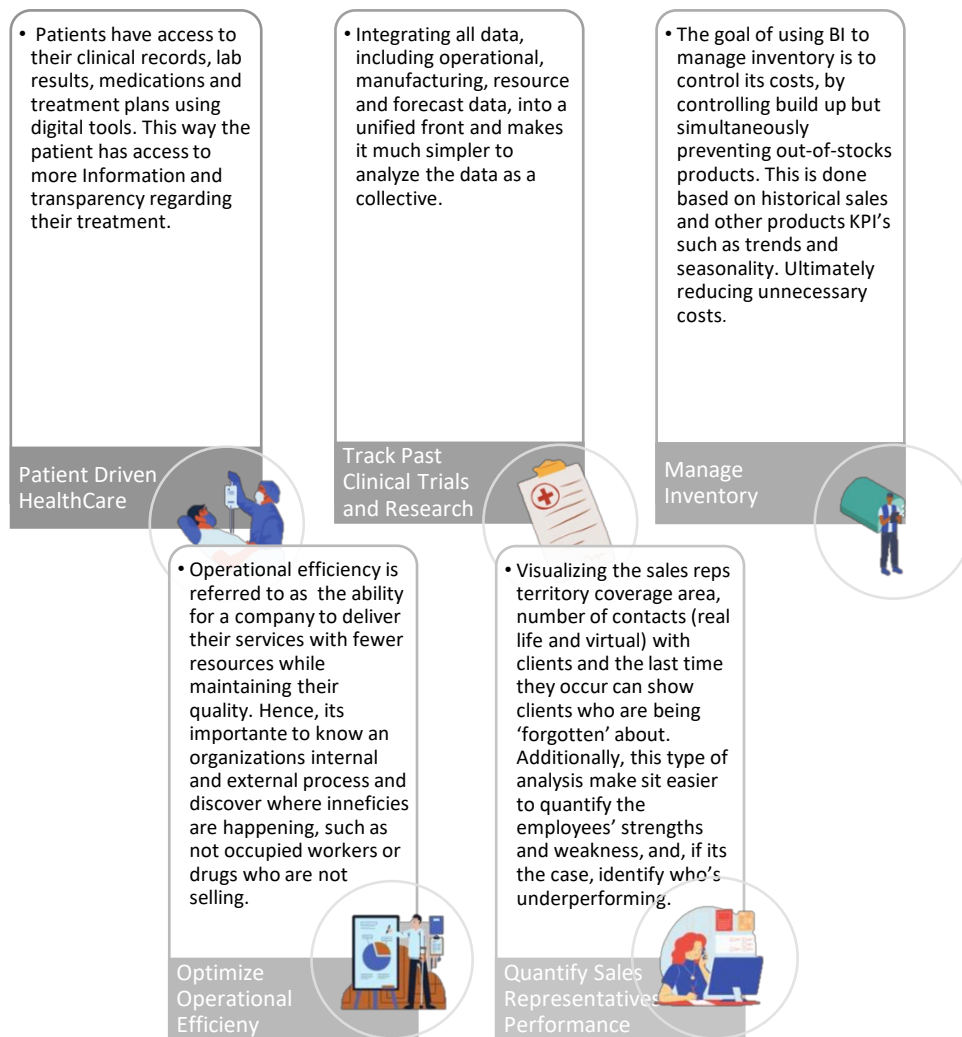 • Patients have access to
their clinical records, lab
results, medications and
treatment plans using
digital tools. This way the
patient has access to
more Information and
transparency regarding
their treatment.
Patient Driven
HealthCare
• Integrating all data,
including operational,
manufacturing, resource
and forecast data, into a
unified front and makes
it much simpler to
analyze the data as a
collective.
Track Past
Clinical Trials
and Research
• The goal of using BI to
manage inventory is to
control its costs, by
controlling build up but
simultaneously
preventing out-of-stocks
products. This is done
based on historical sales
and other products KPI's
such as trends and
seasonality. Ultimately
reducing unnecessary
costs.
Manage
Inventory
• Operational efficiency is
referred to as the ability
for a company to deliver
their services with fewer
resources while
maintaining their
quality. Hence, its
importante to know an
organizations internal
and external process and
discover where inneficies
are happening, such as
not occupied workers or
drugs who are not
selling.
Optimize
Operational
Efficieny
• Visualizing the sales reps
territory coverage area,
number of contacts (real
life and virtual) with
clients and the last time
they occur can show
clients who are being
‘forgotten’ about.
Additionally, this type of
analysis make sit easier
to quantify the
employees’ strengths
and weakness, and, if its
the case, identify who’s
underperforming.
Quantify Sales
Representatives
Performance